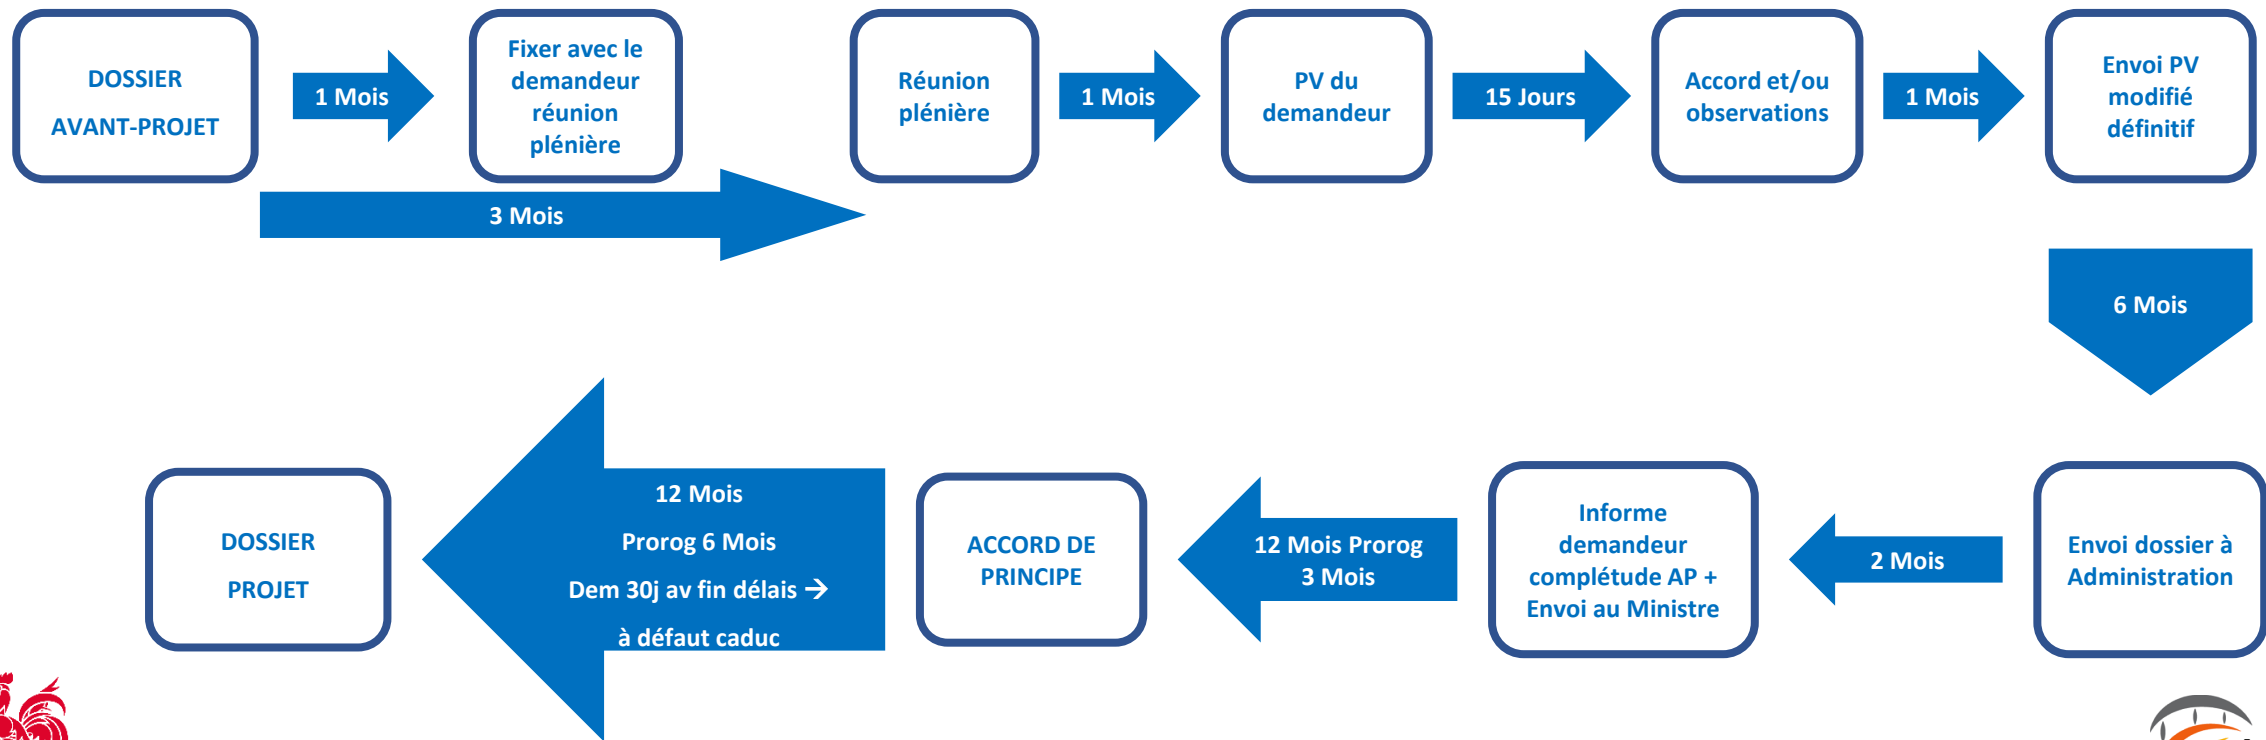 DOSSIER
AVANT-PROJET
1 Mois
Fixer avec le
demandeur
réunion
plénière
3 Mois
Réunion
plénière
1 Mois
PV du
demandeur
15 Jours
Accord et/ou
observations
1 Mois
Envoi PV
modifié
définitif
6 Mois
Envoi dossier à
Administration
2 Mois
Informe
demandeur
complétude AP +
Envoi au Ministre
12 Mois Prorog
3 Mois
ACCORD DE
PRINCIPE
12 Mois
Prorog 6 Mois
Dem 30j av fin délais →
à défaut caduc
DOSSIER
PROJET